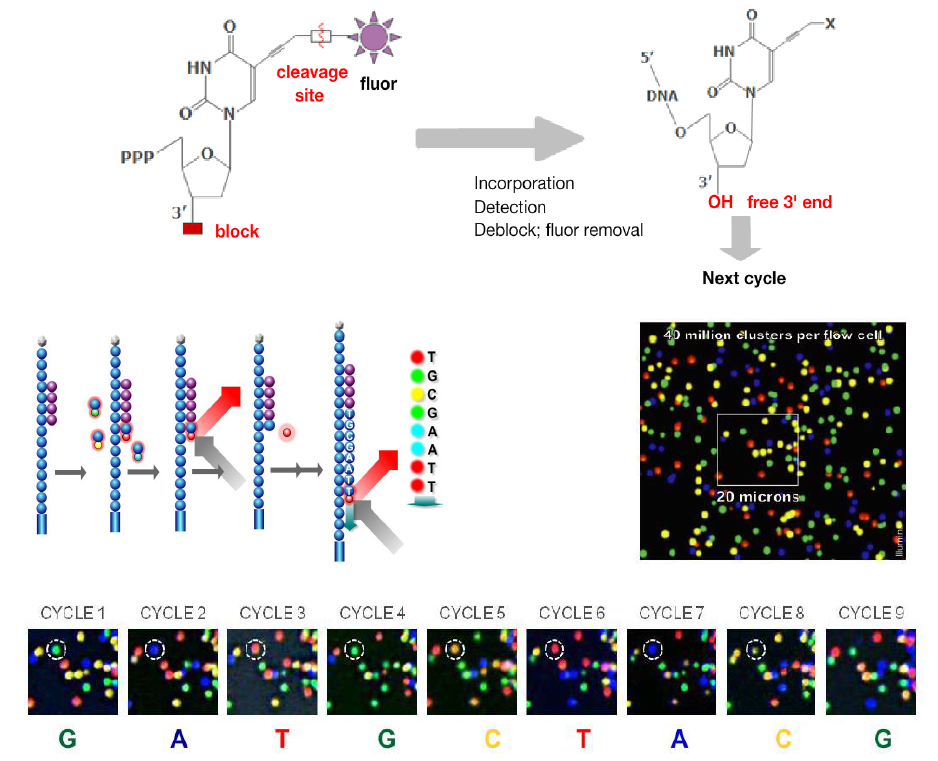 O
HN
O
N
cleavage
site
fluor
ppp
O
3'
block
Incorporation
Detection
Deblock; fluor removal
O
X
HN
O
N
5'
DNA
O
O
3'
OH free 3' end
Next cycle
T
G
C
G
A
A
T
T
U
G
C
G
A
A
T
T
40 million clusters per flow cell
20 microns
CYCLE 1 CYCLE 2 CYCLE 3 CYCLE 4 CYCLE 5 CYCLE 6 CYCLE 7 CYCLE 8 CYCLE 9
G A T G C T A C G